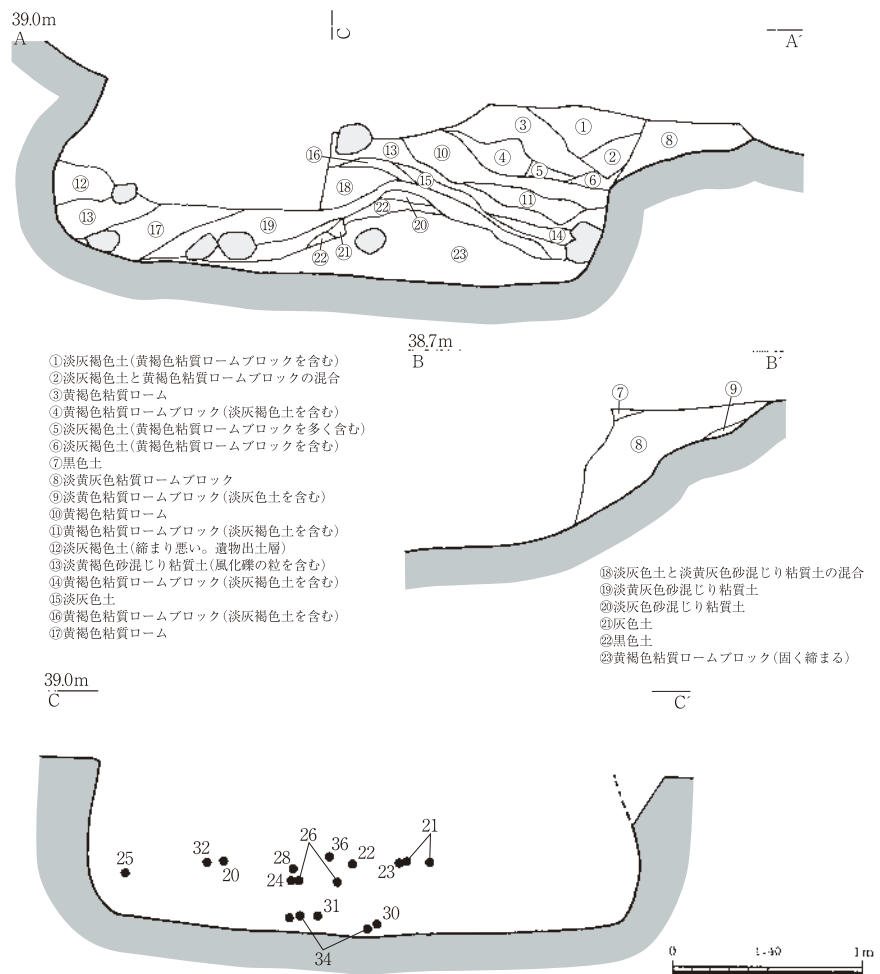 39.0m
A
C
A´
③
①
⑧
⑯
⑬
⑩
④
②
⑤
⑥
⑫
⑱
⑮
⑪
⑬
⑰
⑲
㉒
⑳
⑭
㉒
㉑
㉓
38.7m
B
B´
⑦
⑨
⑧
①淡灰褐色土(黄褐色粘質ロームブロックを含む)
②淡灰褐色土と黄褐色粘質ロームブロックの混合
③黄褐色粘質ローム
④黄褐色粘質ロームブロック(淡灰褐色土を含む)
⑤淡灰褐色土(黄褐色粘質ロームブロックを多く含む)
⑥淡灰褐色土(黄褐色粘質ロームブロックを含む)
⑦黒色土
⑧淡黄灰色粘質ロームブロック
⑨淡黄色粘質ロームブロック(淡灰色土を含む)
⑩黄褐色粘質ローム
⑪黄褐色粘質ロームブロック(淡灰褐色土を含む)
⑫淡灰褐色土(締まり悪い。遺物出土層)
⑬淡黄褐色砂混じり粘質土(風化礫の粒を含む)
⑭黄褐色粘質ロームブロック(淡灰褐色土を含む)
⑮淡灰色土
⑯黄褐色粘質ロームブロック(淡灰褐色土を含む)
⑰黄褐色粘質ローム
⑱淡灰色土と淡黄灰色砂混じり粘質土の混合
⑲淡黄灰色砂混じり粘質土
⑳淡灰色砂混じり粘質土
㉑灰色土
㉒黒色土
㉓黄褐色粘質ロームブロック(固く締まる)
39.0m
C
C´
25
32
20
28
24
26
36
22
23
21
31
30
34
0
1:40
1m